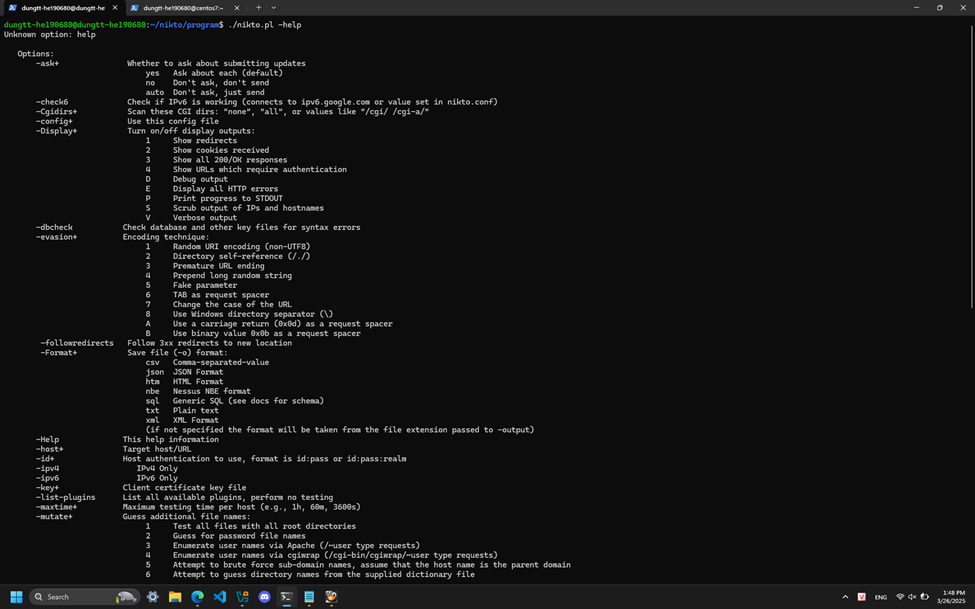 dungtt-he190680@dungtt-he
dungtt-he190680@centos7:~
dungtt-he190680@dungtt-he190680:~/nikto/program$ ./nikto.pl -help
Unknown option: help
Options:
-ask+ Whether to ask about submitting updates
yes Ask about each (default)
no Don't ask, don't send
auto Don't ask, just send
-check6 Check if IPv6 is working (connects to ipv6.google.com or value set in nikto.conf)
-Cgidirs+ Scan these CGI dirs: "none", "all", or values like "/cgi/ /cgi-a/"
-config+ Use this config file
-Display+ Turn on/off display outputs:
1 Show redirects
2 Show cookies received
3 Show all 200/OK responses
4 Show URLs which require authentication
D Debug output
E Display all HTTP errors
P Print progress to STDOUT
S Scrub output of IPs and hostnames
V Verbose output
-dbcheck Check database and other key files for syntax errors
-evasion+ Encoding technique:
1 Random URI encoding (non-UTF8)
2 Directory self-reference (/./)
3 Premature URL ending
4 Prepend long random string
5 Fake parameter
6 TAB as request spacer
7 Change the case of the URL
8 Use Windows directory separator (\)
A Use a carriage return (0x0d) as a request spacer
B Use binary value 0x0b as a request spacer
-followredirects Follow 3xx redirects to new location
-Format+ Save file (-o) format:
csv Comma-separated-value
json JSON Format
htm HTML Format
nbe Nessus NBE format
sql Generic SQL (see docs for schema)
txt Plain text
xml XML Format
(if not specified the format will be taken from the file extension passed to -output)
-Help This help information
-host+ Target host/URL
-id+ Host authentication to use, format is id:pass or id:pass:realm
-ipv4 IPv4 Only
-ipv6 IPv6 Only
-key+ Client certificate key file
-list-plugins List all available plugins, perform no testing
-maxtime+ Maximum testing time per host (e.g., 1h, 60m, 3600s)
-mutate+ Guess additional file names:
1 Test all files with all root directories
2 Guess for password file names
3 Enumerate user names via Apache (/~user type requests)
4 Enumerate user names via cgiwrap (/cgi-bin/cgiwrap/~user type requests)
5 Attempt to brute force sub-domain names, assume that the host name is the parent domain
6 Attempt to guess directory names from the supplied dictionary file
Search
V
ENG
1:48 PM
3/26/2025